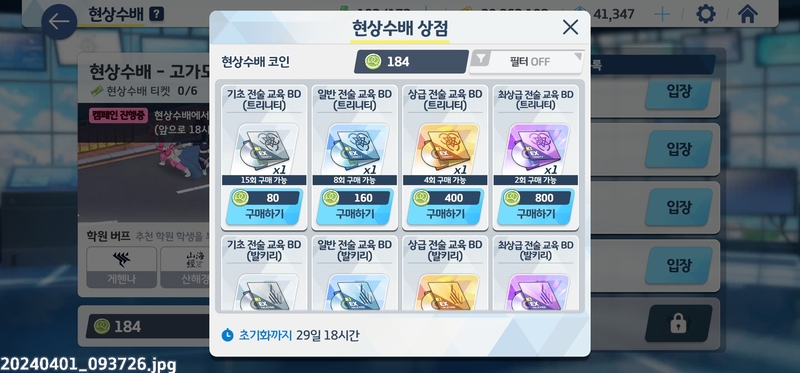 현상수배 ?
41,347
현상수배 상점
현상수배 코인
184
필터 OFF
현상수배 - 고가도
현상수배 티켓 0/6
캠페인 진행중
현상수배에서
(앞으로 18시
학원 버프 추천 학원 학생을
게헨나
산해경
184
기초 전술 교육 BD
(트리니티)
x1
15회 구매 가능
80
구매하기
일반 전술 교육 BD
(트리니티)
x1
8회 구매 가능
160
구매하기
상급 전술 교육 BD
(트리니티)
x1
4회 구매 가능
400
구매하기
최상급 전술 교육 BD
(트리니티)
x1
2회 구매 가능
800
구매하기
기초 전술 교육 BD
(발키리)
일반 전술 교육 BD
(발키리)
상급 전술 교육 BD
(발키리)
최상급 전술 교육 BD
(발키리)
초기화까지 29일 18시간
록
입장
입장
입장
입장
20240401_093726.jpg